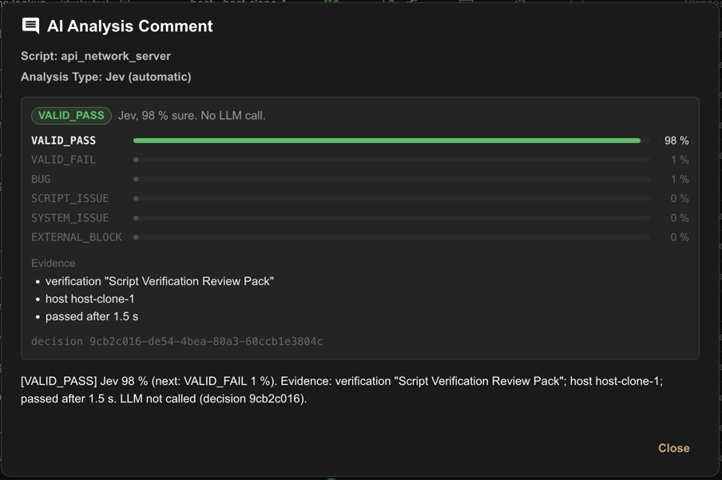 AI Analysis Comment
Script: api_network_server
Analysis Type: Jev (automatic)
VALID_PASS Jev, 98 % sure. No LLM call.
VALID_PASS 98 %
VALID_FAIL 1 %
BUG 1 %
SCRIPT_ISSUE 0 %
SYSTEM_ISSUE 0 %
EXTERNAL_BLOCK 0 %
Evidence
• verification "Script Verification Review Pack"
• host host-clone-1
• passed after 1.5 s
decision 9cb2c016-de54-4bea-80a3-60ccb1e3804c
[VALID_PASS] Jev 98 % (next: VALID_FAIL 1 %). Evidence: verification "Script Verification Review Pack"; host host-clone-1;
passed after 1.5 s. LLM not called (decision 9cb2c016).
Close